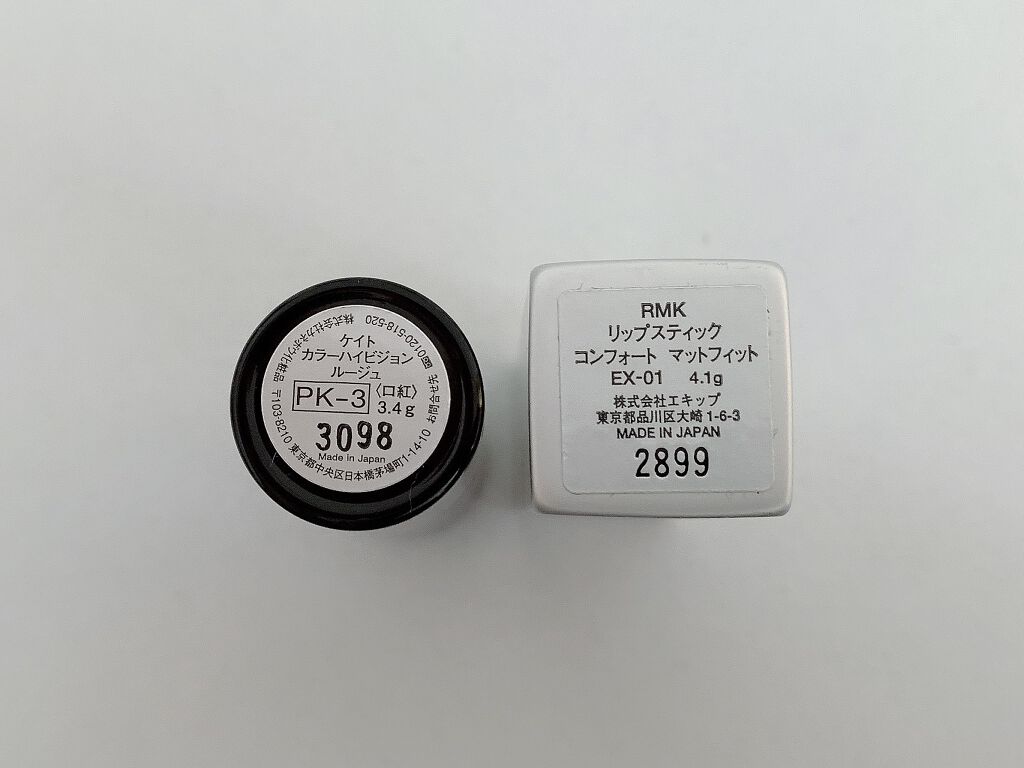 ケイト
カラーハイビジョン
ルージュ
PK-3 〈口紅〉
3.4g
3098
Made in Japan
株式会社カネボウ化粧品 〒103-8210 東京都中央区日本橋茅場町1-14-10 お問合せ先 0120-518-520
RMK
リップスティック
コンフォート マットフィット
EX-01 4.1g
株式会社エキップ
東京都品川区大崎1-6-3
MADE IN JAPAN
2899